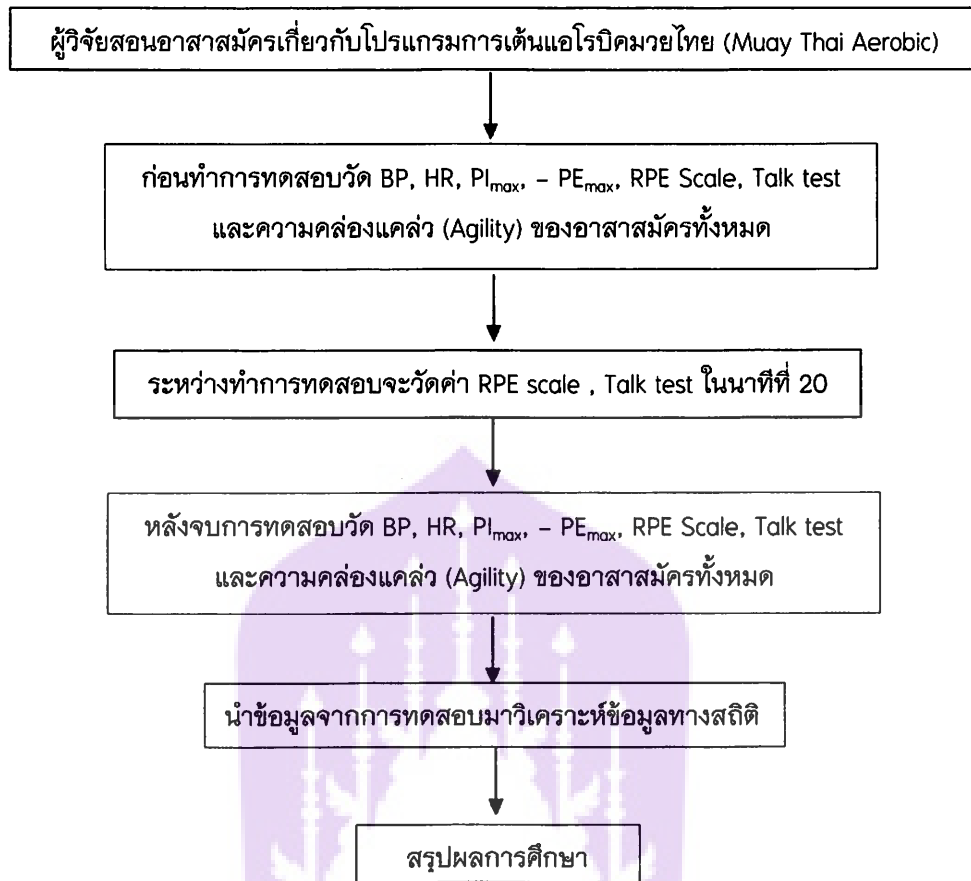 ผู้วิจัยสอนอาสาสมัครเกี่ยวกับโปรแกรมการเต้นแอโรบิคมวยไทย (Muay Thai Aerobic)
ก่อนทำการทดสอบวัด BP, HR, PImax, – PEmax, RPE Scale, Talk test
และความคล่องแคล่ว (Agility) ของอาสาสมัครทั้งหมด
ระหว่างทำการทดสอบจะวัดค่า RPE scale , Talk test ในนาทีที่ 20
หลังจบการทดสอบวัด BP, HR, PImax, – PEmax, RPE Scale, Talk test
และความคล่องแคล่ว (Agility) ของอาสาสมัครทั้งหมด
นำข้อมูลจากการทดสอบมาวิเคราะห์ข้อมูลทางสถิติ
สรุปผลการศึกษา